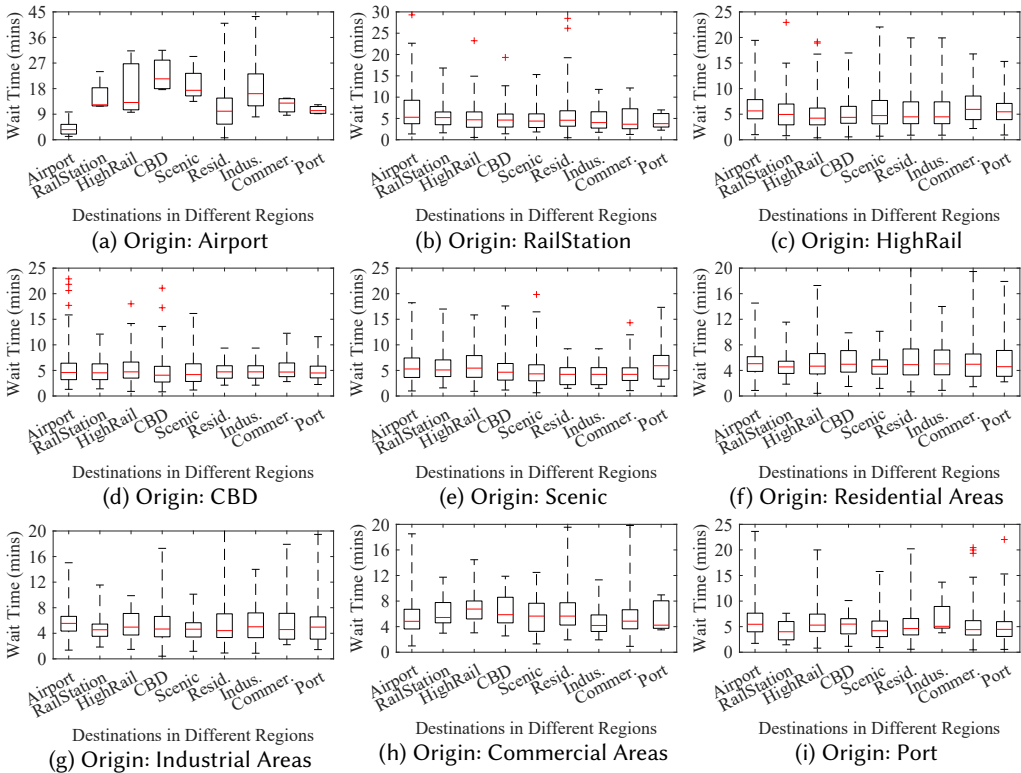 Wait Time (mins)
45
36
27
18
9
0
Airport
RailStation
HighRail
CBD
Scenic
Resid.
Indus.
Commer.
Port
Destinations in Different Regions
(a) Origin: Airport
Wait Time (mins)
30
25
20
15
10
5
0
Airport
RailStation
HighRail
CBD
Scenic
Resid.
Indus.
Commer.
Port
Destinations in Different Regions
(b) Origin: RailStation
Wait Time (mins)
25
20
15
10
5
0
Airport
RailStation
HighRail
CBD
Scenic
Resid.
Indus.
Commer.
Port
Destinations in Different Regions
(c) Origin: HighRail
Wait Time (mins)
25
20
15
10
5
0
Airport
RailStation
HighRail
CBD
Scenic
Resid.
Indus.
Commer.
Port
Destinations in Different Regions
(d) Origin: CBD
Wait Time (mins)
25
20
15
10
5
0
Airport
RailStation
HighRail
CBD
Scenic
Resid.
Indus.
Commer.
Port
Destinations in Different Regions
(e) Origin: Scenic
Wait Time (mins)
20
15
10
5
0
Airport
RailStation
HighRail
CBD
Scenic
Resid.
Indus.
Commer.
Port
Destinations in Different Regions
(f) Origin: Residential Areas
Wait Time (mins)
20
16
12
8
4
0
Airport
RailStation
HighRail
CBD
Scenic
Resid.
Indus.
Commer.
Port
Destinations in Different Regions
(g) Origin: Industrial Areas
Wait Time (mins)
20
16
12
8
4
0
Airport
RailStation
HighRail
CBD
Scenic
Resid.
Indus.
Commer.
Port
Destinations in Different Regions
(h) Origin: Commercial Areas
Wait Time (mins)
25
20
15
10
5
0
Airport
RailStation
HighRail
CBD
Scenic
Resid.
Indus.
Commer.
Port
Destinations in Different Regions
(i) Origin: Port